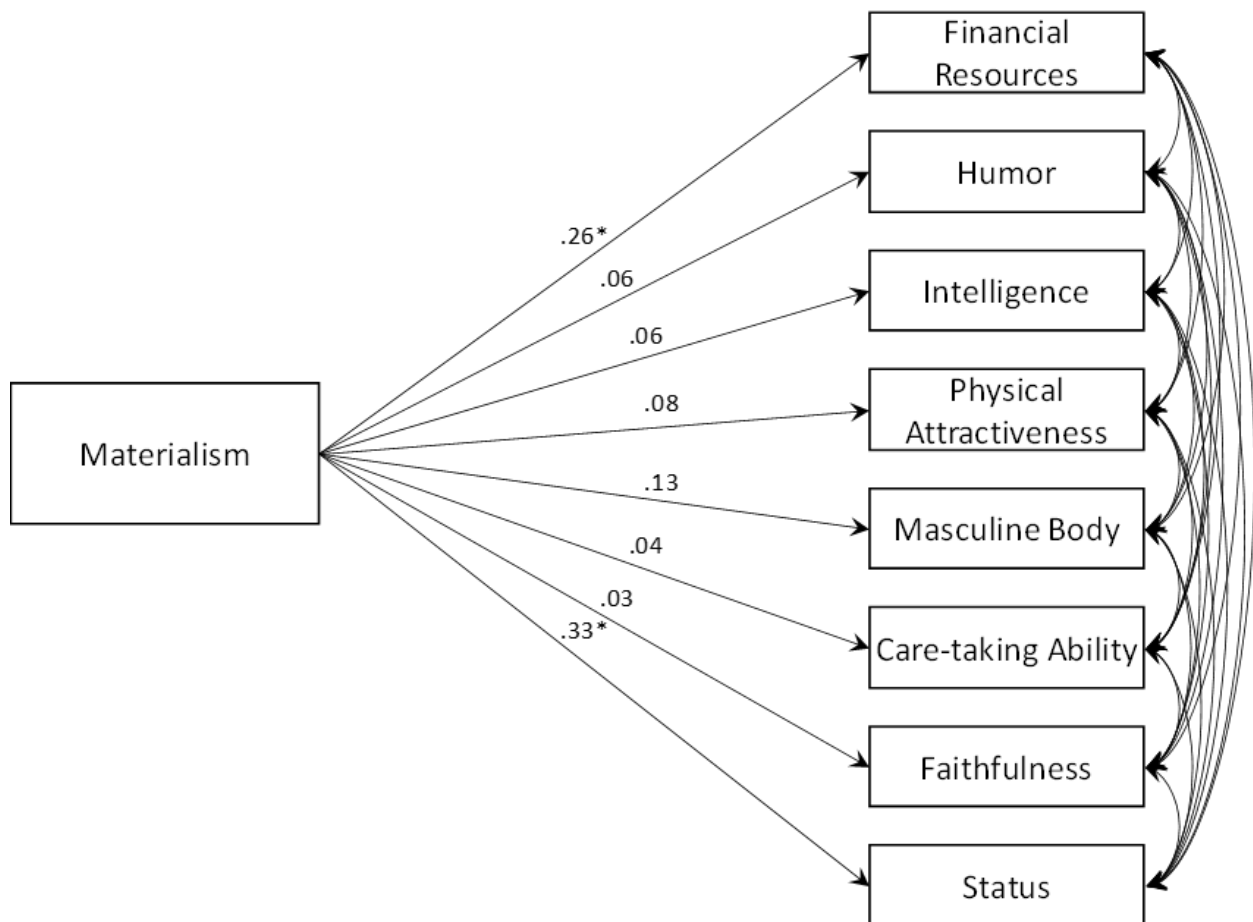 Financial
Resources
Humor
.26*
.06
Intelligence
.06
Physical
Attractiveness
.08
Materialism
.13
Masculine Body
.04
Care-taking Ability
.03
.33*
Faithfulness
Status